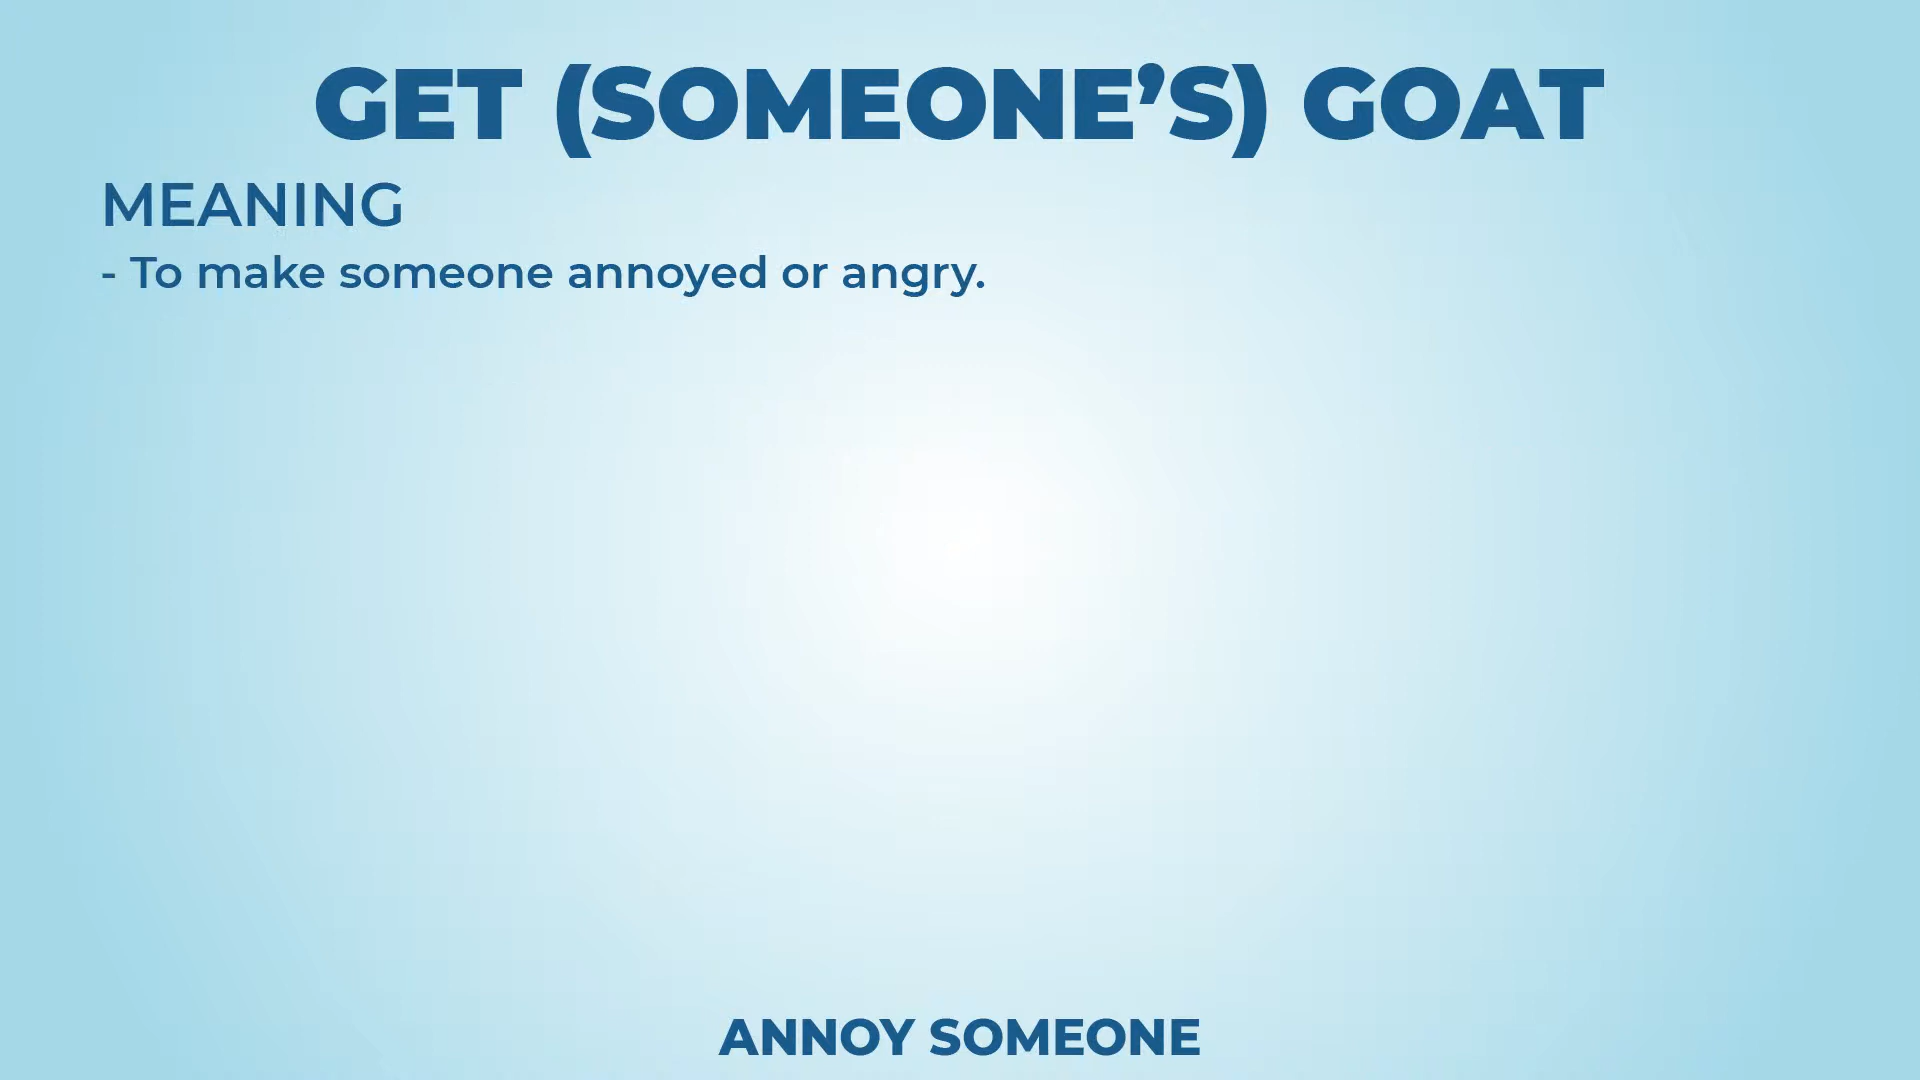 GET (SOMEONE’S) GOAT
MEANING
- To make someone annoyed or angry.
ANNOY SOMEONE